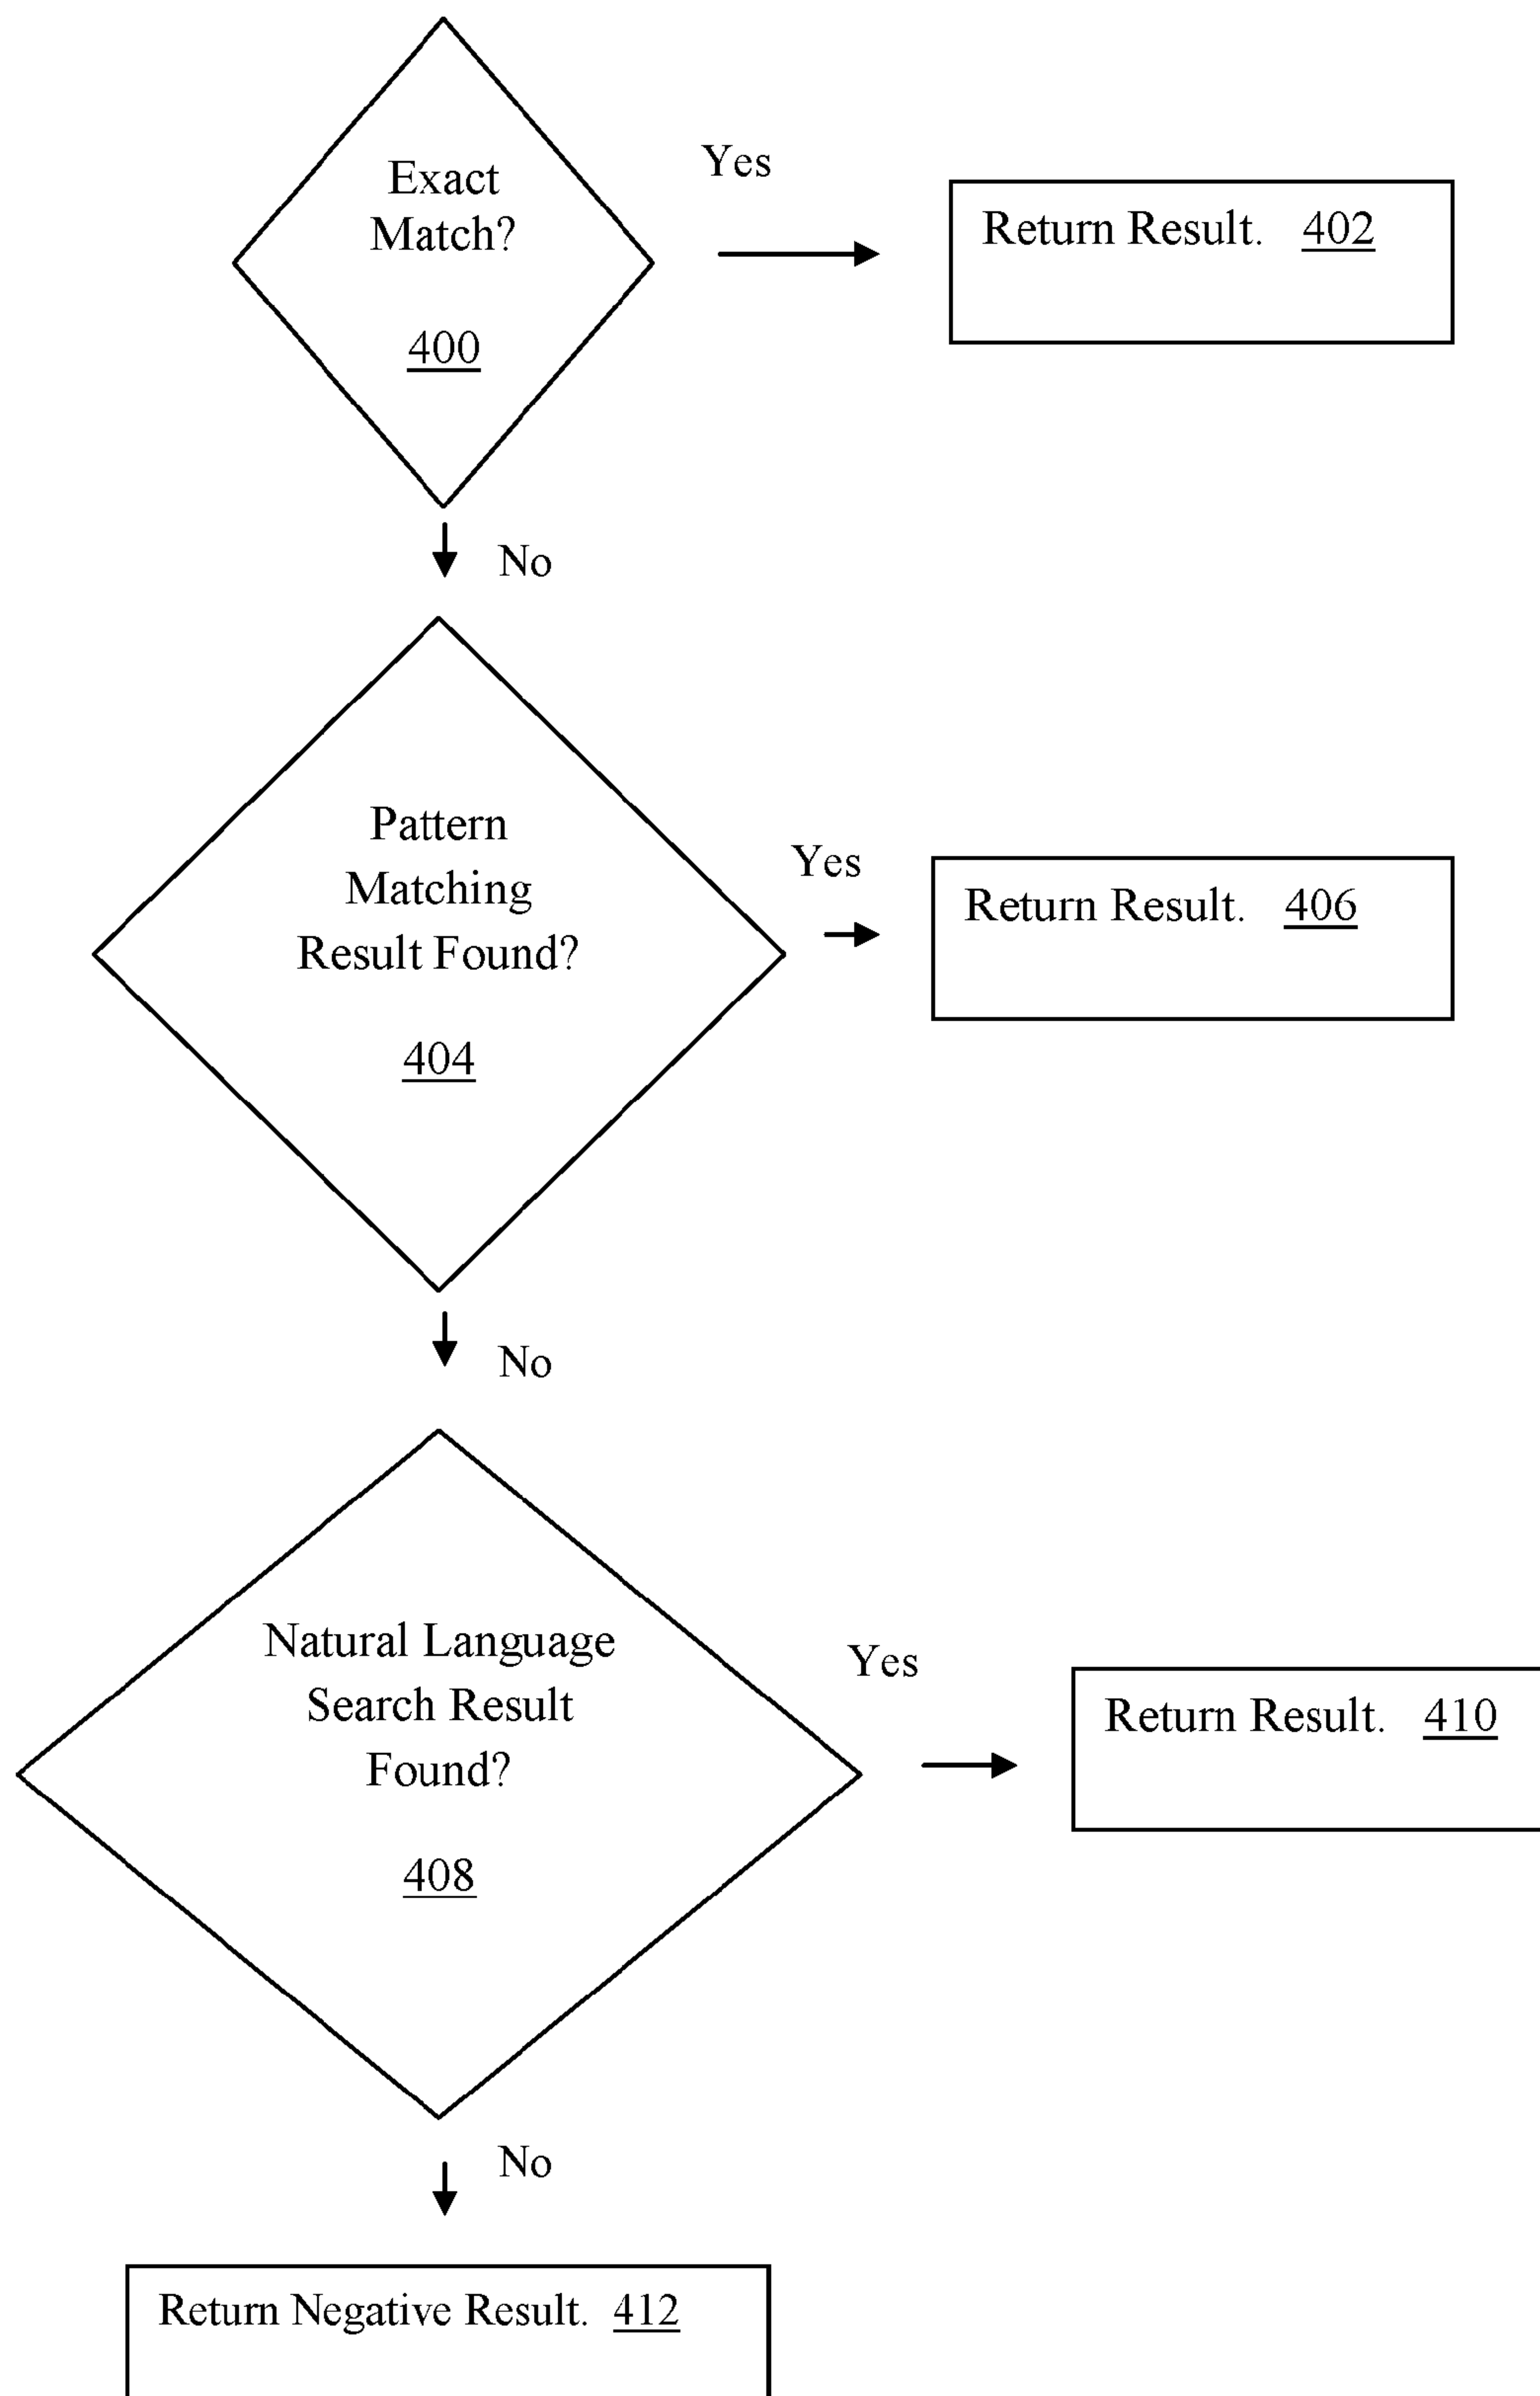 Exact
Match?
400
Yes
Return Result. 402
No
Pattern
Matching
Result Found?
404
Yes
Return Result. 406
No
Natural Language
Search Result
Found?
408
Yes
Return Result. 410
No
Return Negative Result. 412